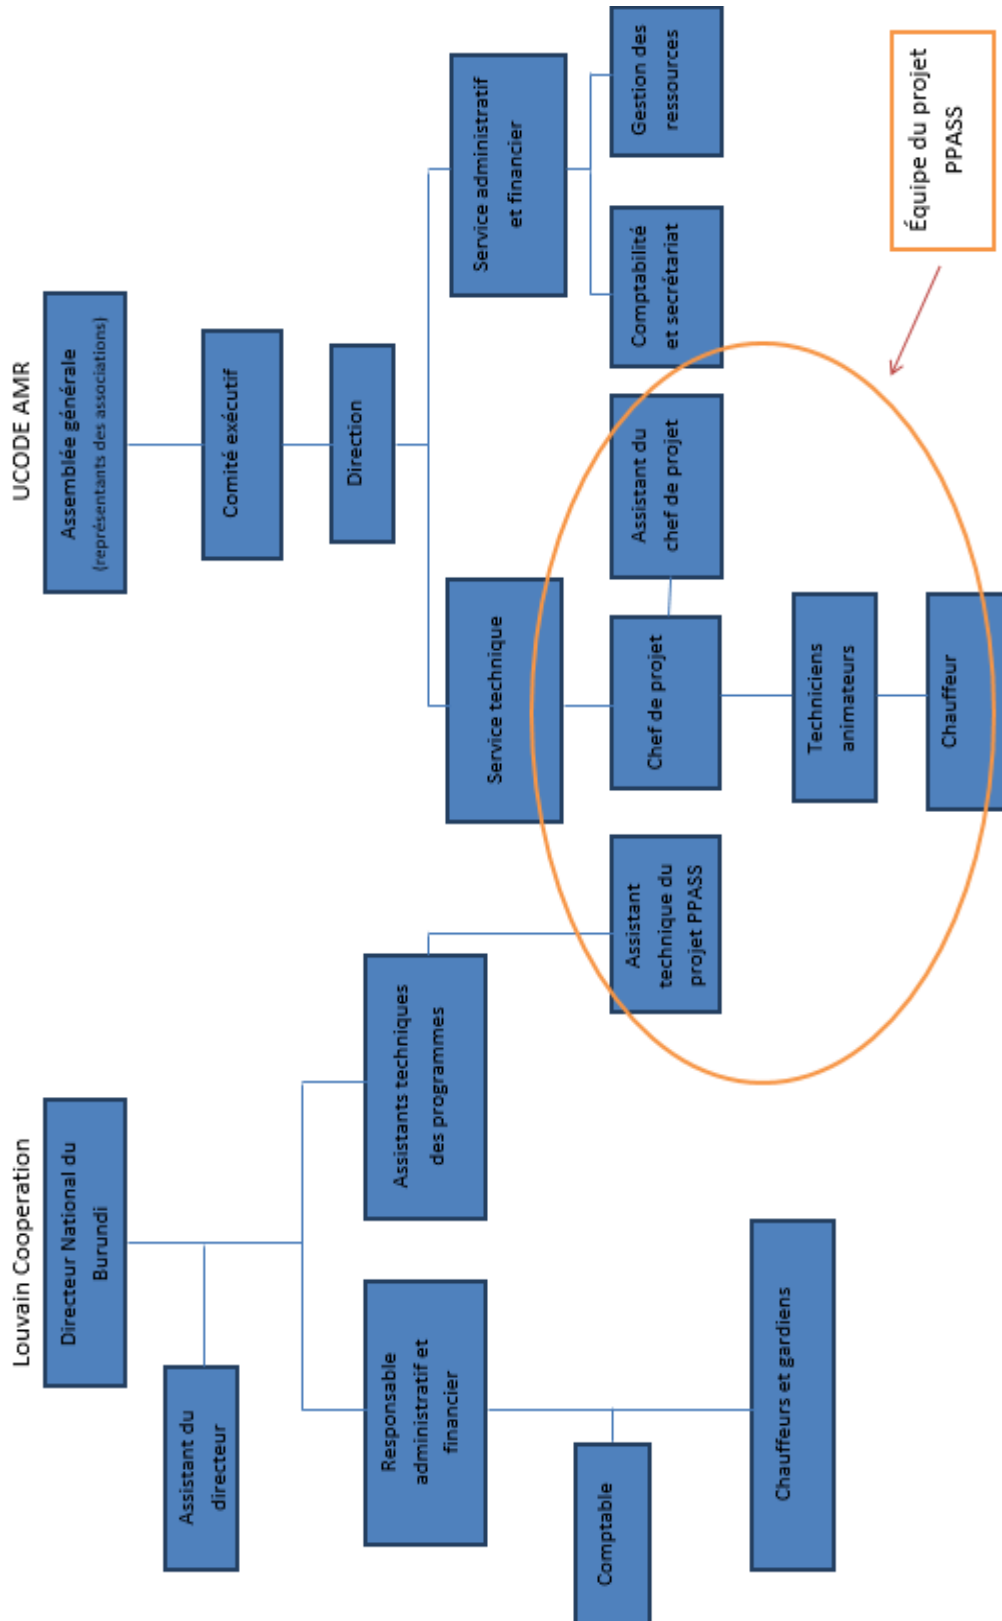 Louvain Cooperation
Directeur National du
Burundi
Assistant du
directeur
Responsable
administratif et
financier
Assistants techniques
des programmes
Comptable
Chauffeurs et gardiens
Assistant
technique du
projet PPASS
UCODE AMR
Assemblée générale
(représentants des associations)
Comité exécutif
Direction
Service technique
Service administratif
et financier
Chef de projet
Assistant du
chef de projet
Comptabilité
et secrétariat
Gestion des
ressources
Techniciens
animateurs
Chauffeur
Équipe du projet
PPASS